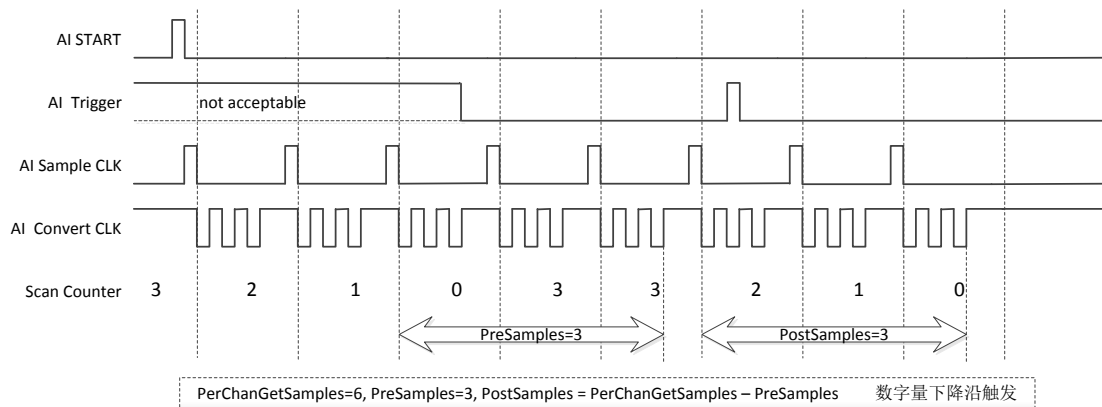 AI START
AI Trigger
not acceptable
AI Sample CLK
AI Convert CLK
Scan Counter 3 2 1 0 3 3 2 1 0
PreSamples=3 PostSamples=3
PerChanGetSamples=6, PreSamples=3, PostSamples = PerChanGetSamples – PreSamples 数字量下降沿触发